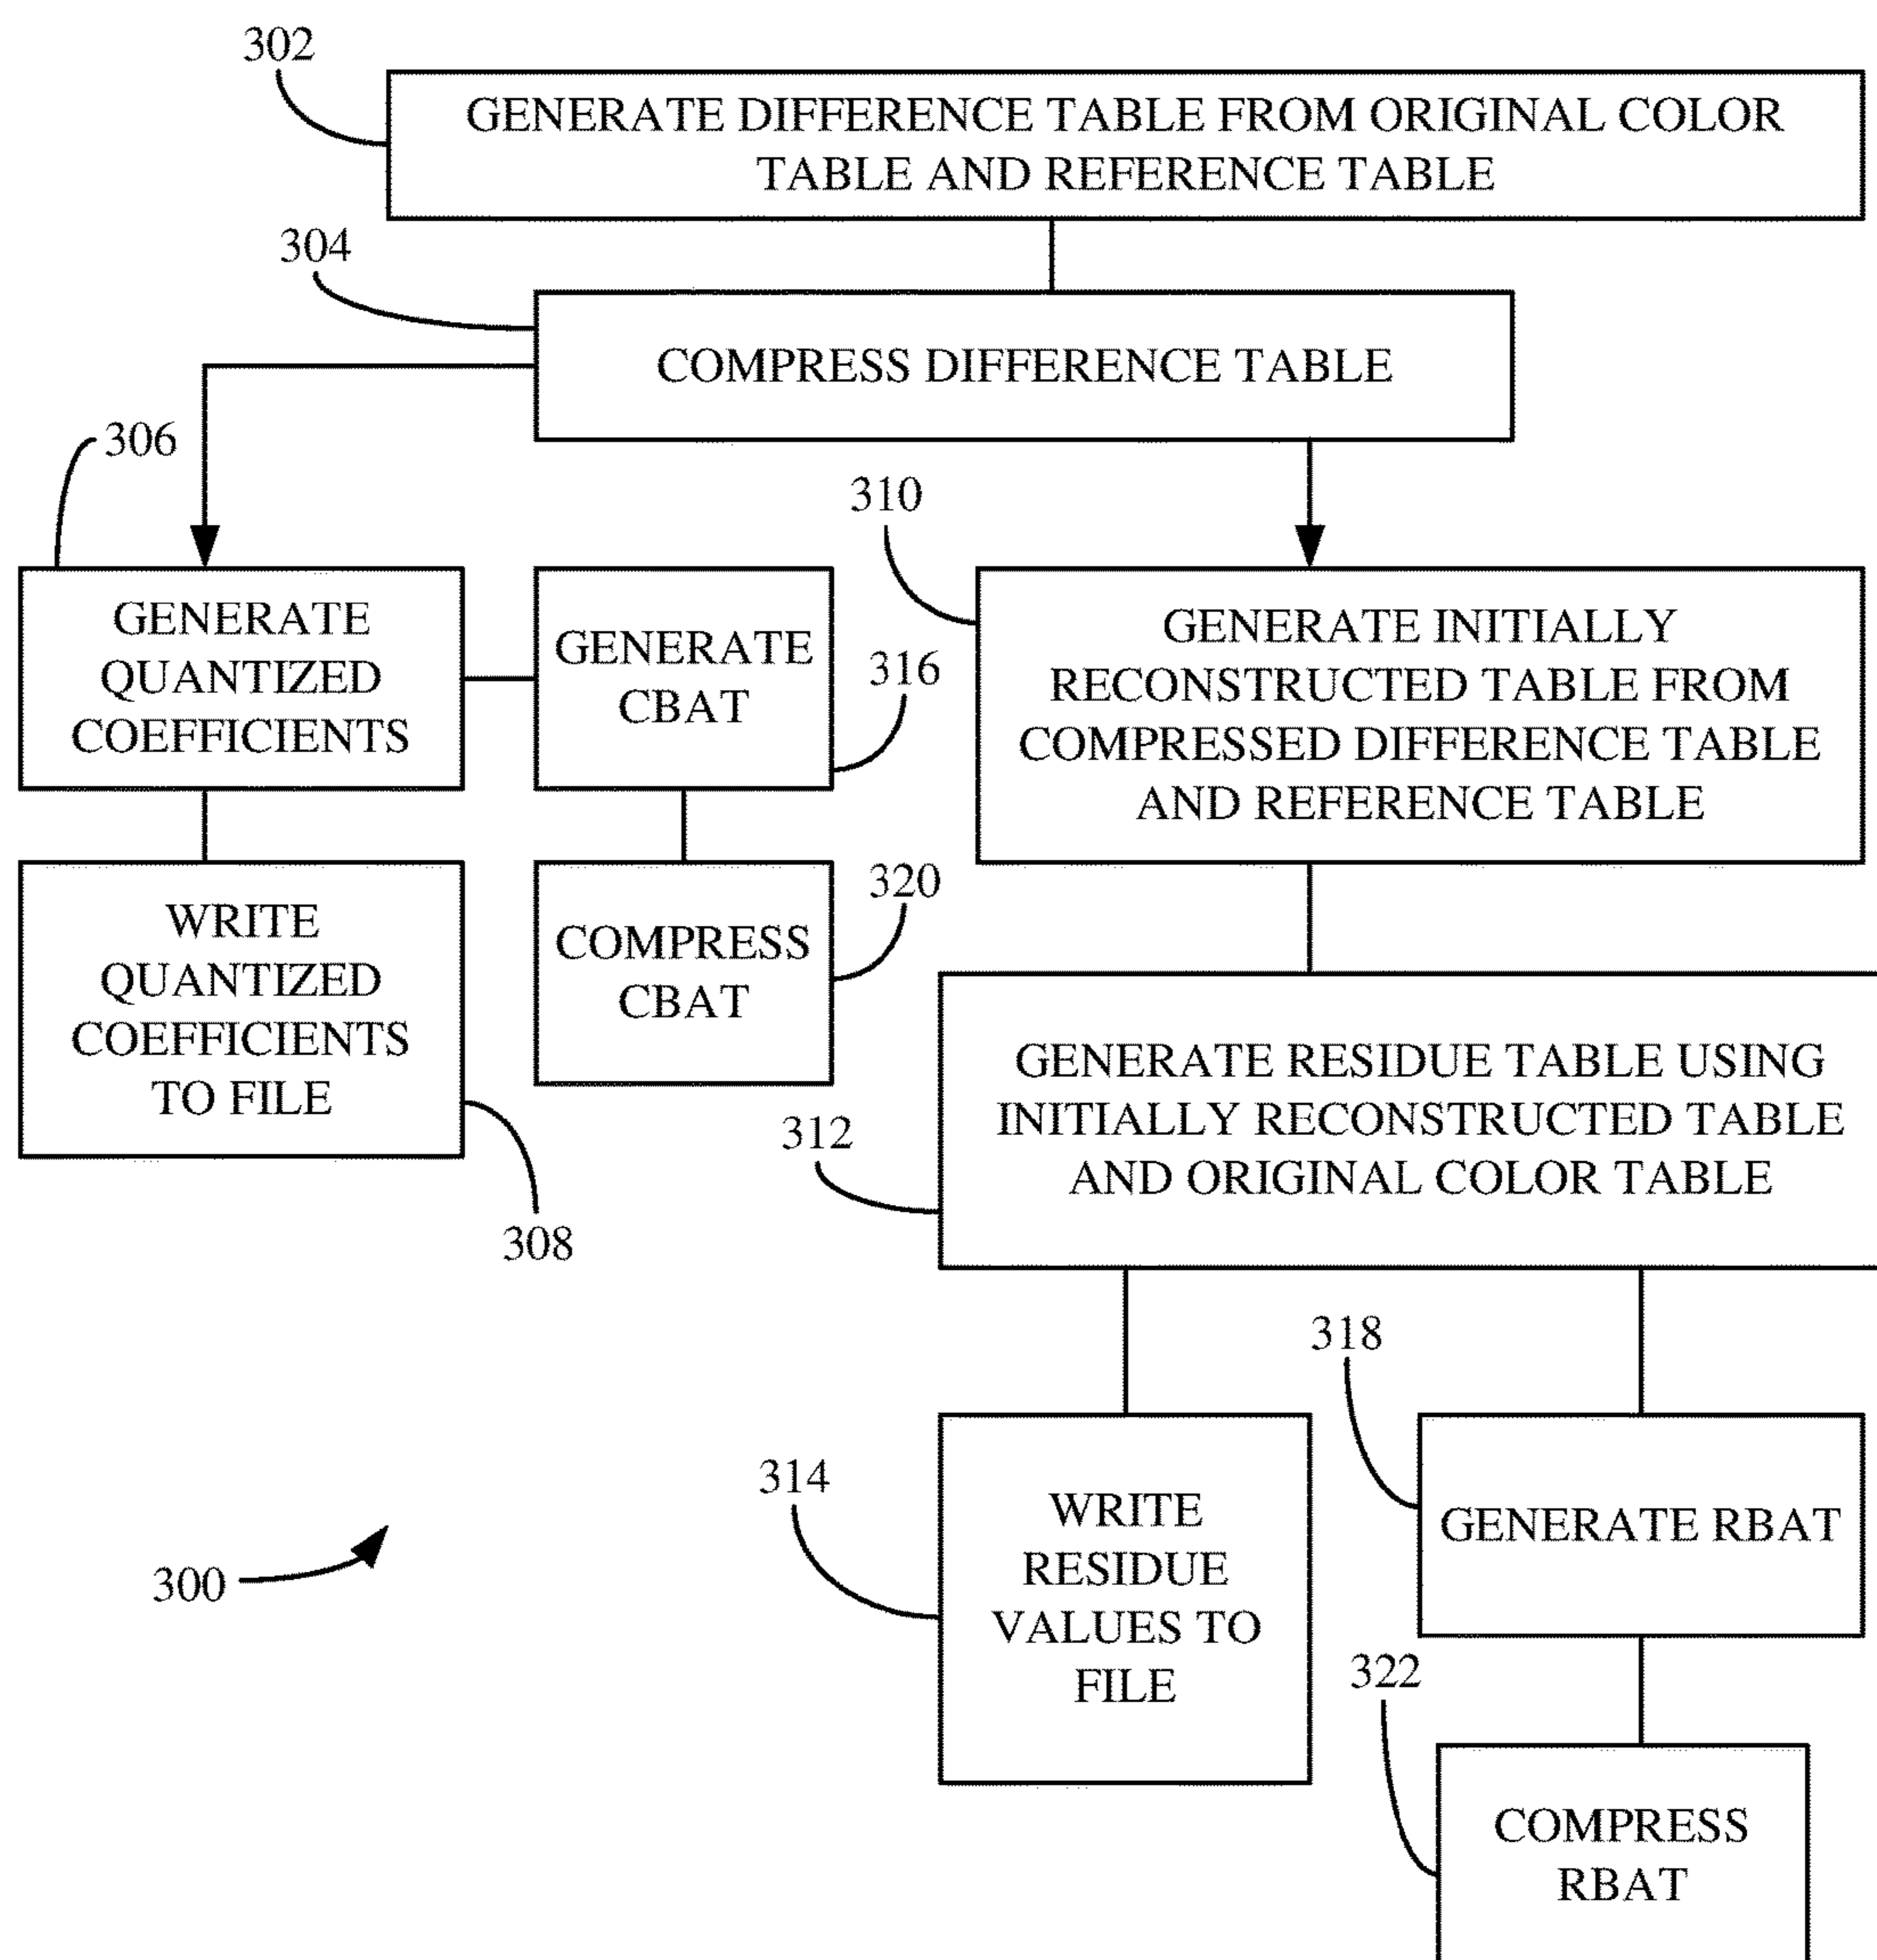 302
GENERATE DIFFERENCE TABLE FROM ORIGINAL COLOR
TABLE AND REFERENCE TABLE
304
COMPRESS DIFFERENCE TABLE
306
GENERATE
QUANTIZED
COEFFICIENTS
WRITE
QUANTIZED
COEFFICIENTS
TO FILE
308
GENERATE
CBAT
316
COMPRESS
CBAT
320
310
GENERATE INITIALLY
RECONSTRUCTED TABLE FROM
COMPRESSED DIFFERENCE TABLE
AND REFERENCE TABLE
312
GENERATE RESIDUE TABLE USING
INITIALLY RECONSTRUCTED TABLE
AND ORIGINAL COLOR TABLE
314
WRITE
RESIDUE
VALUES TO
FILE
318
GENERATE RBAT
322
COMPRESS
RBAT
300